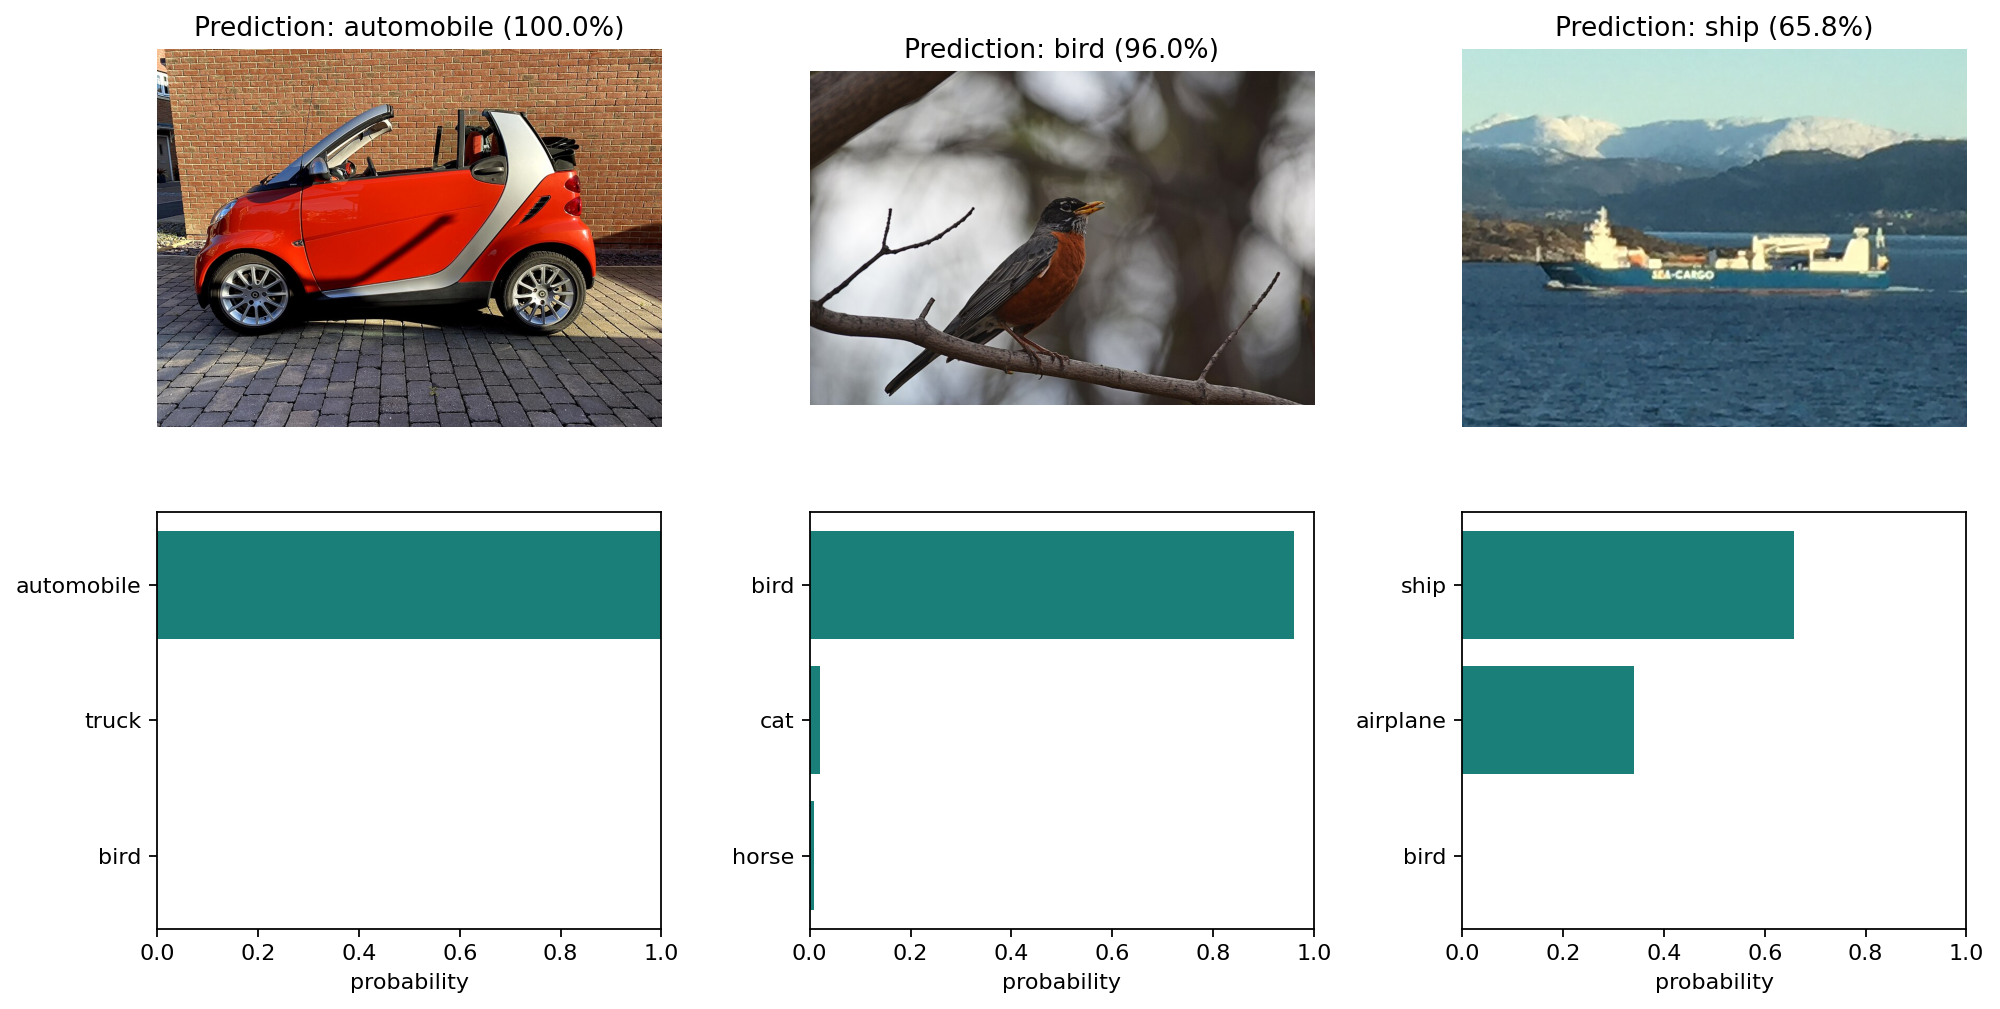 Prediction: automobile (100.0%)
Prediction: bird (96.0%)
Prediction: ship (65.8%)
SEA-CARGO
automobile
truck
bird
0.0 0.2 0.4 0.6 0.8 1.0
probability
bird
cat
horse
0.0 0.2 0.4 0.6 0.8 1.0
probability
ship
airplane
bird
0.0 0.2 0.4 0.6 0.8 1.0
probability